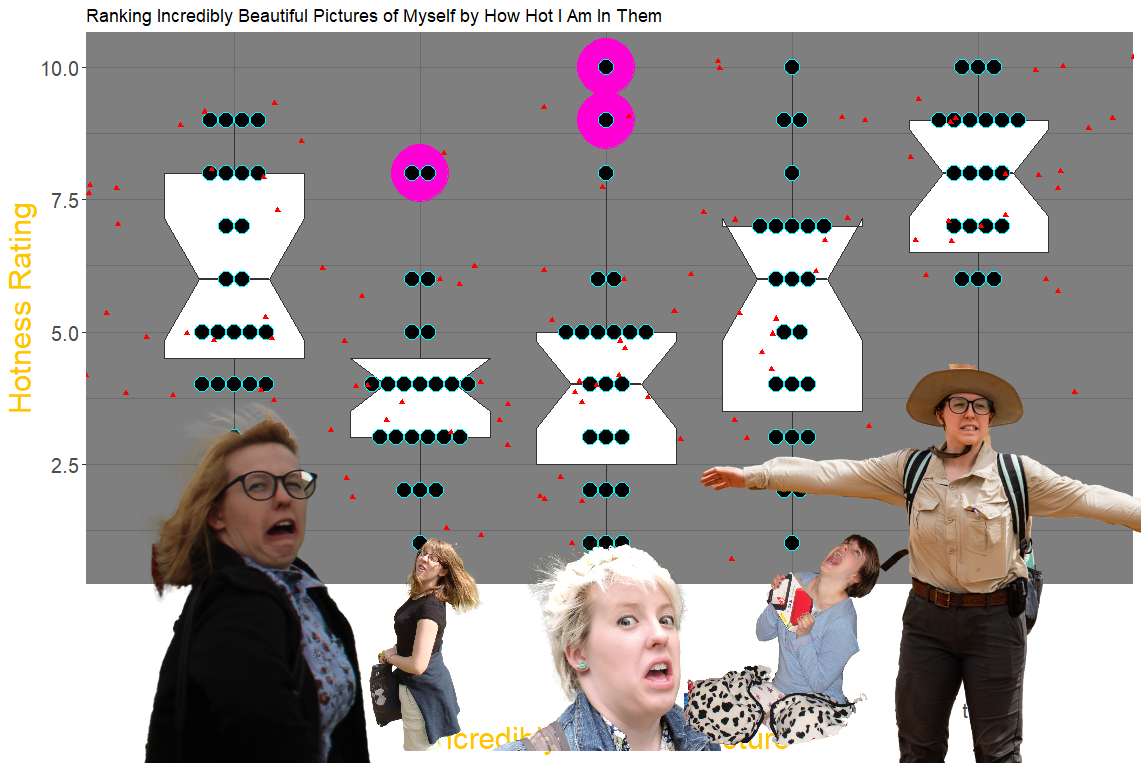 Ranking Incredibly Beautiful Pictures of Myself by How Hot I Am In Them
10.0
7.5
5.0
2.5
Hotness Rating